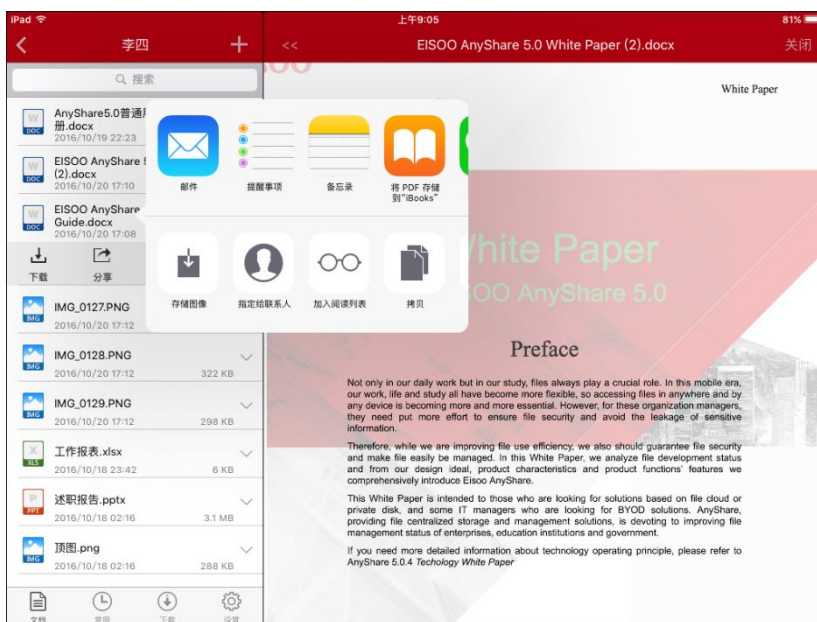 iPad
上午9:05
81%
李四
+
<<
EISOO AnyShare 5.0 White Paper (2).docx
关闭
搜索
W
DOC
AnyShare5.0普通
册.docx
2016/10/19 22:23
W
DOC
EISOO AnyShare
(2).docx
2016/10/20 17:10
W
DOC
EISOO AnyShare
Guide.docx
2016/10/20 17:08
下载
分享
邮件
提醒事项
备忘录
将 PDF 存储
到“iBooks”
存储图像
指定给联系人
加入阅读列表
拷贝
IMG
IMG_0127.PNG
2016/10/20 17:12
IMG
IMG_0128.PNG
2016/10/20 17:12
322 KB
IMG
IMG_0129.PNG
2016/10/20 17:12
298 KB
X
XLS
工作报表.xlsx
2016/10/18 23:42
6 KB
P
PPT
述职报告.pptx
2016/10/18 02:16
3.1 MB
IMG
顶图.png
2016/10/18 02:16
288 KB
文档
常用
下载
设置
White Paper
White Paper
EISOO AnyShare 5.0
Preface
Not only in our daily work but in our study, files always play a crucial role. In this mobile era,
our work, life and study all have become more flexible, so accessing files in anywhere and by
any device is becoming more and more essential. However, for these organization managers,
they need put more effort to ensure file security and avoid the leakage of sensitive
information.
Therefore, while we are improving file use efficiency, we also should guarantee file security
and make file easily be managed. In this White Paper, we analyze file development status
and from our design ideal, product characteristics and product functions' features we
comprehensively introduce Eisoo AnyShare.
This White Paper is intended to those who are looking for solutions based on file cloud or
private disk, and some IT managers who are looking for BYOD solutions. AnyShare,
providing file centralized storage and management solutions, is devoting to improving file
management status of enterprises, education institutions and government.
If you need more detailed information about technology operating principle, please refer to
AnyShare 5.0.4 Techology White Paper